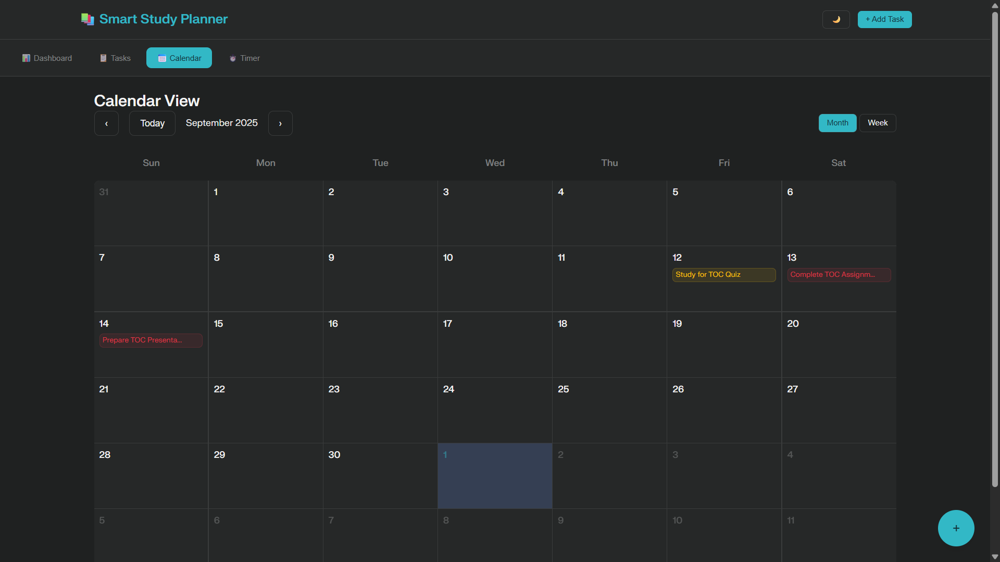 Smart Study Planner
+ Add Task
Dashboard Tasks Calendar Timer
Calendar View
‹ Today September 2025 ›
Month Week
Sun Mon Tue Wed Thu Fri Sat
31 1 2 3 4 5 6
7 8 9 10 11 12 13
Study for TOC Quiz Complete TOC Assignm...
14 15 16 17 18 19 20
Prepare TOC Presenta...
21 22 23 24 25 26 27
28 29 30 1 2 3 4
5 6 7 8 9 10 11
+